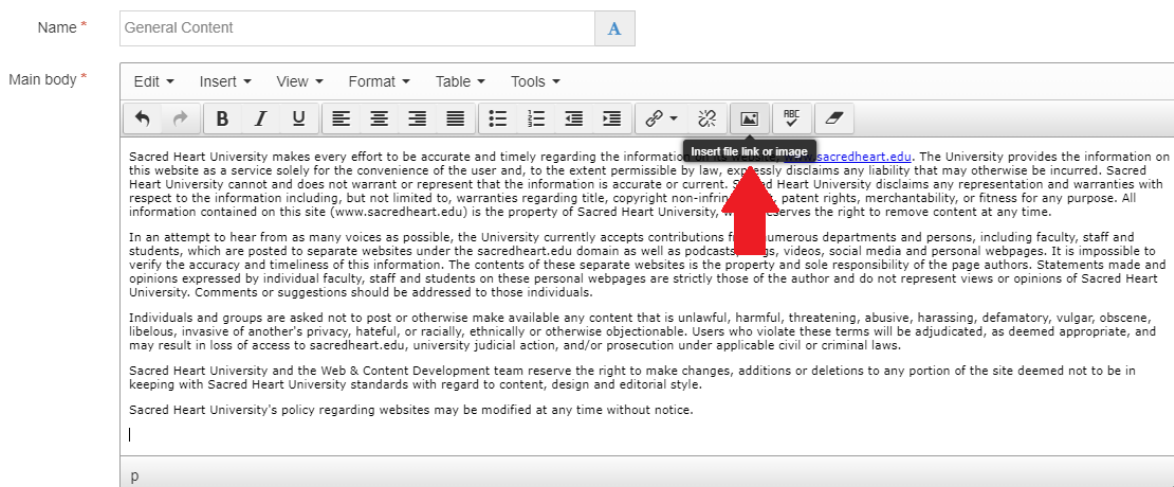 Name *
General Content
A
Main body *
Edit Insert View Format Table Tools
B I U ABC
Insert file link or image
Sacred Heart University makes every effort to be accurate and timely regarding the information on its website, www.sacredheart.edu. The University provides the information on
this website as a service solely for the convenience of the user and, to the extent permissible by law, expressly disclaims any liability that may otherwise be incurred. Sacred
Heart University cannot and does not warrant or represent that the information is accurate or current. Sacred Heart University disclaims any representation and warranties with
respect to the information including, but not limited to, warranties regarding title, copyright non-infrin patent rights, merchantability, or fitness for any purpose. All
information contained on this site (www.sacredheart.edu) is the property of Sacred Heart University, reserves the right to remove content at any time.
In an attempt to hear from as many voices as possible, the University currently accepts contributions numerous departments and persons, including faculty, staff and
students, which are posted to separate websites under the sacredheart.edu domain as well as podcasts, videos, social media and personal webpages. It is impossible to
verify the accuracy and timeliness of this information. The contents of these separate websites is the property and sole responsibility of the page authors. Statements made and
opinions expressed by individual faculty, staff and students on these personal webpages are strictly those of the author and do not represent views or opinions of Sacred Heart
University. Comments or suggestions should be addressed to those individuals.
Individuals and groups are asked not to post or otherwise make available any content that is unlawful, harmful, threatening, abusive, harassing, defamatory, vulgar, obscene,
libelous, invasive of another's privacy, hateful, or racially, ethnically or otherwise objectionable. Users who violate these terms will be adjudicated, as deemed appropriate, and
may result in loss of access to sacredheart.edu, university judicial action, and/or prosecution under applicable civil or criminal laws.
Sacred Heart University and the Web & Content Development team reserve the right to make changes, additions or deletions to any portion of the site deemed not to be in
keeping with Sacred Heart University standards with regard to content, design and editorial style.
Sacred Heart University's policy regarding websites may be modified at any time without notice.
p